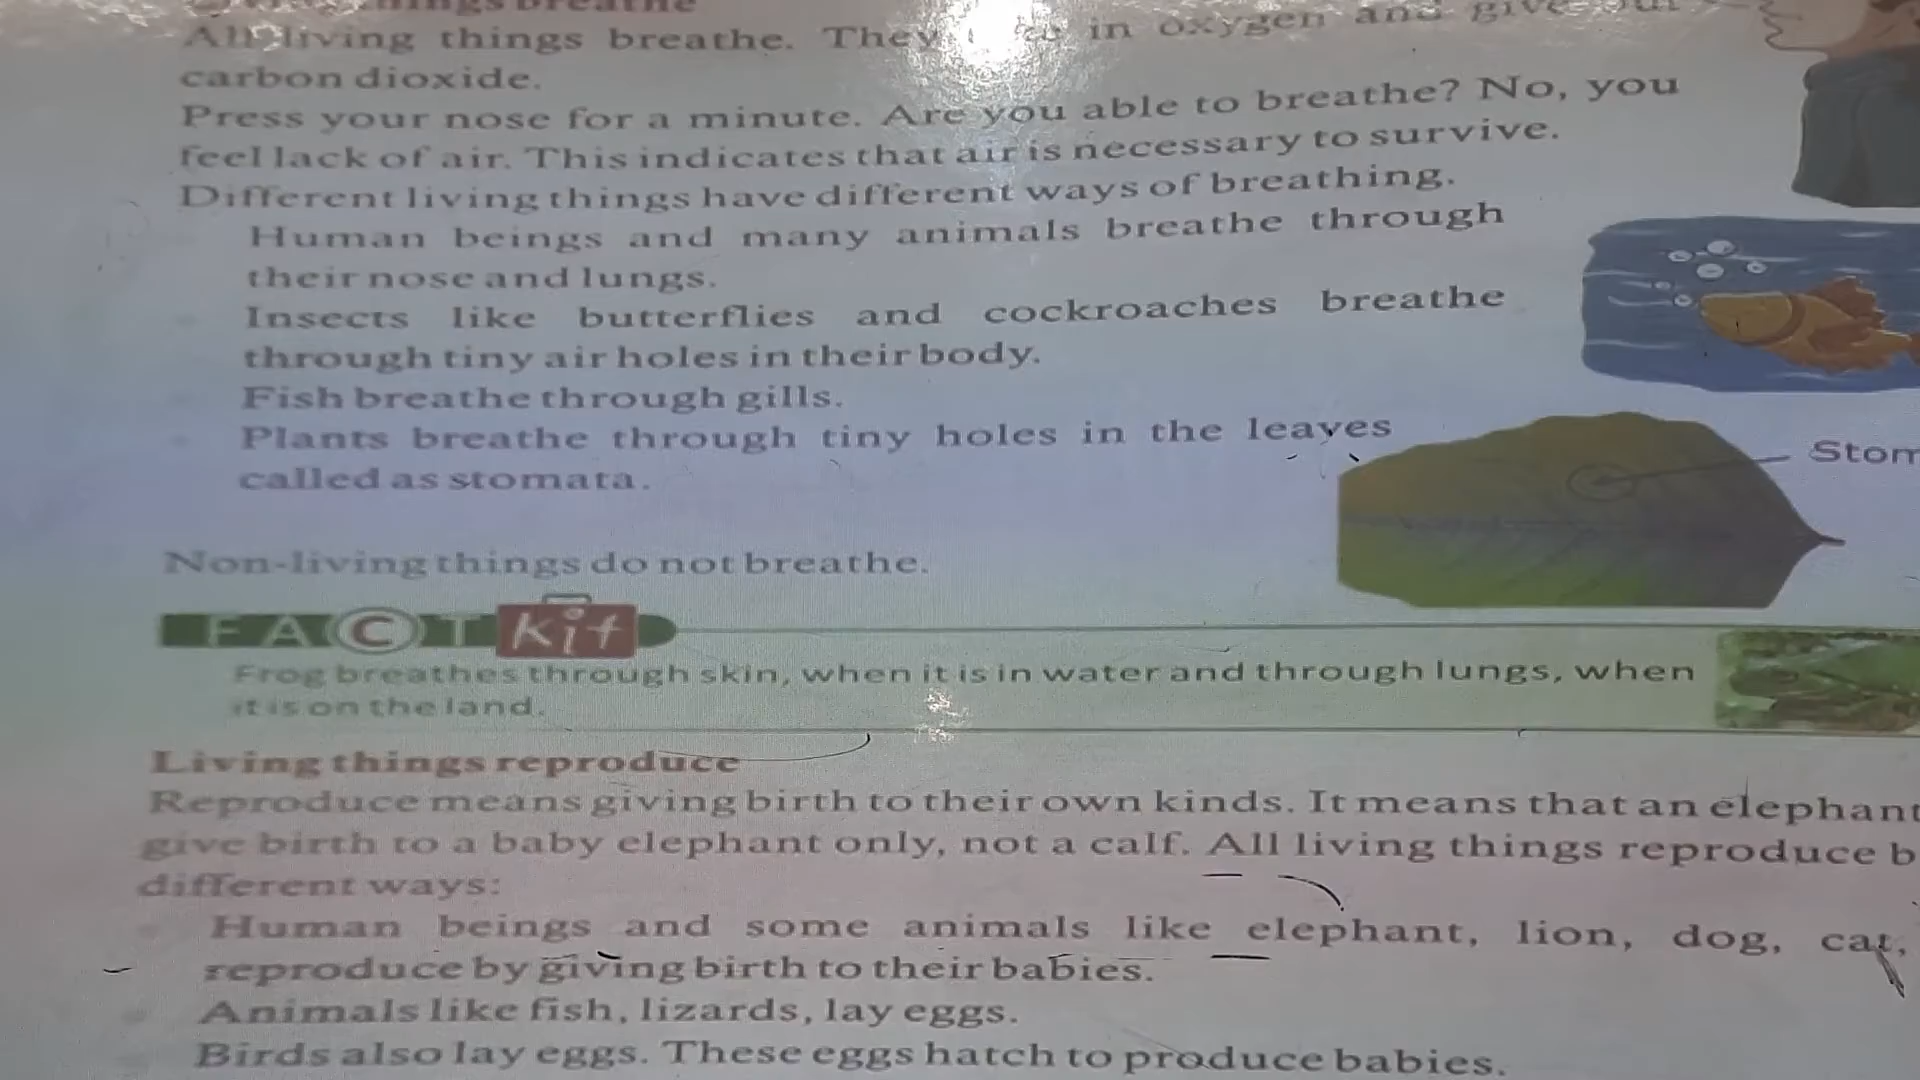 things breathe
All living things breathe. They in oxygen and give out
carbon dioxide.
Press your nose for a minute. Are you able to breathe? No, you
feel lack of air. This indicates that air is necessary to survive.
Different living things have different ways of breathing.
Human beings and many animals breathe through
their nose and lungs.
Insects like butterflies and cockroaches breathe
through tiny air holes in their body.
Fish breathe through gills.
Plants breathe through tiny holes in the leaves
called as stomata.
Stom
Non-living things do not breathe.
FACT kit
Frog breathes through skin, when it is in water and through lungs, when
it is on the land.
Living things reproduce
Reproduce means giving birth to their own kinds. It means that an elephant
give birth to a baby elephant only, not a calf. All living things reproduce b
different ways:
Human beings and some animals like elephant, lion, dog, cat,
reproduce by giving birth to their babies.
Animals like fish, lizards, lay eggs.
Birds also lay eggs. These eggs hatch to produce babies.